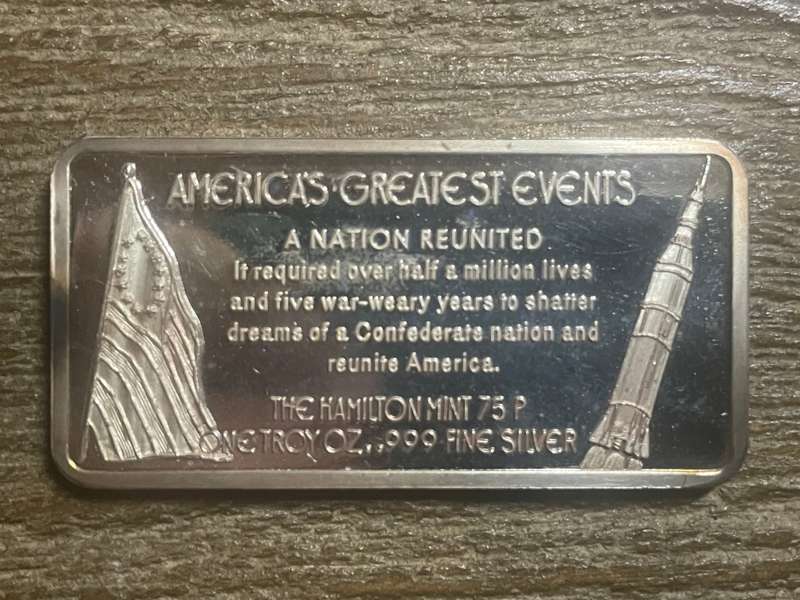 AMERICA'S GREATEST EVENTS
A NATION REUNITED
It required over half a million lives
and five war-weary years to shatter
dreams of a Confederate nation and
reunite America.
THE HAMILTON MINT 75 P
ONE TROY OZ. .999 FINE SILVER